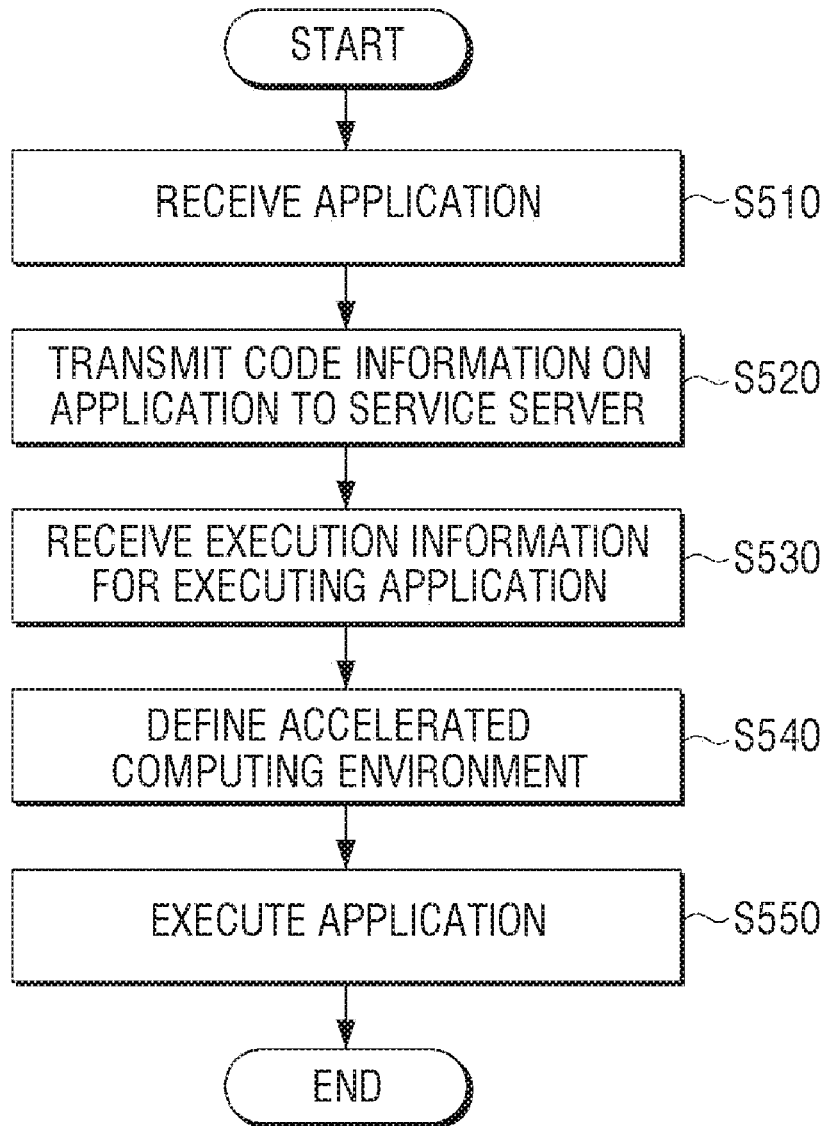 START
RECEIVE APPLICATION
S510
TRANSMIT CODE INFORMATION ON
APPLICATION TO SERVICE SERVER
S520
RECEIVE EXECUTION INFORMATION
FOR EXECUTING APPLICATION
S530
DEFINE ACCELERATED
COMPUTING ENVIRONMENT
S540
EXECUTE APPLICATION
S550
END